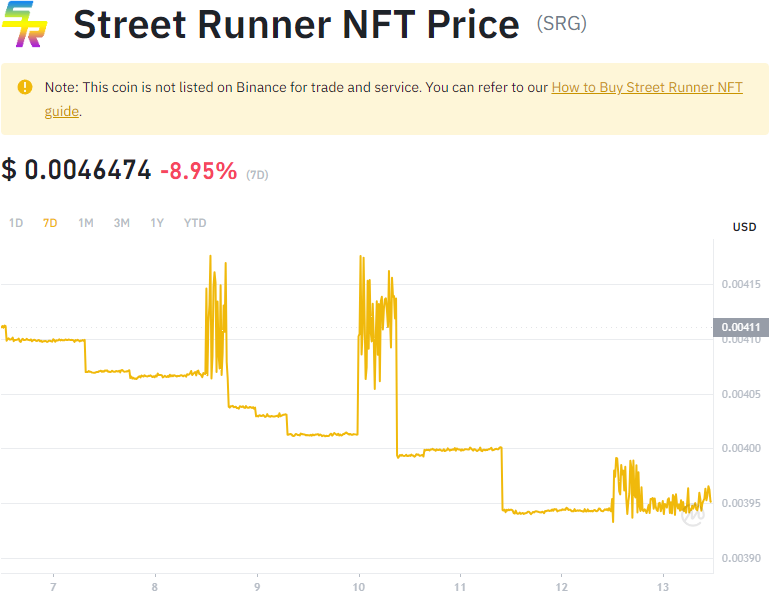 SR
Street Runner NFT Price (SRG)
Note: This coin is not listed on Binance for trade and service. You can refer to our How to Buy Street Runner NFT
guide.
$ 0.0046474 -8.95% (7D)
1D 7D 1M 3M 1Y YTD
USD
0.00415
0.00411
0.00410
0.00405
0.00400
0.00395
0.00390
7 8 9 10 11 12 13